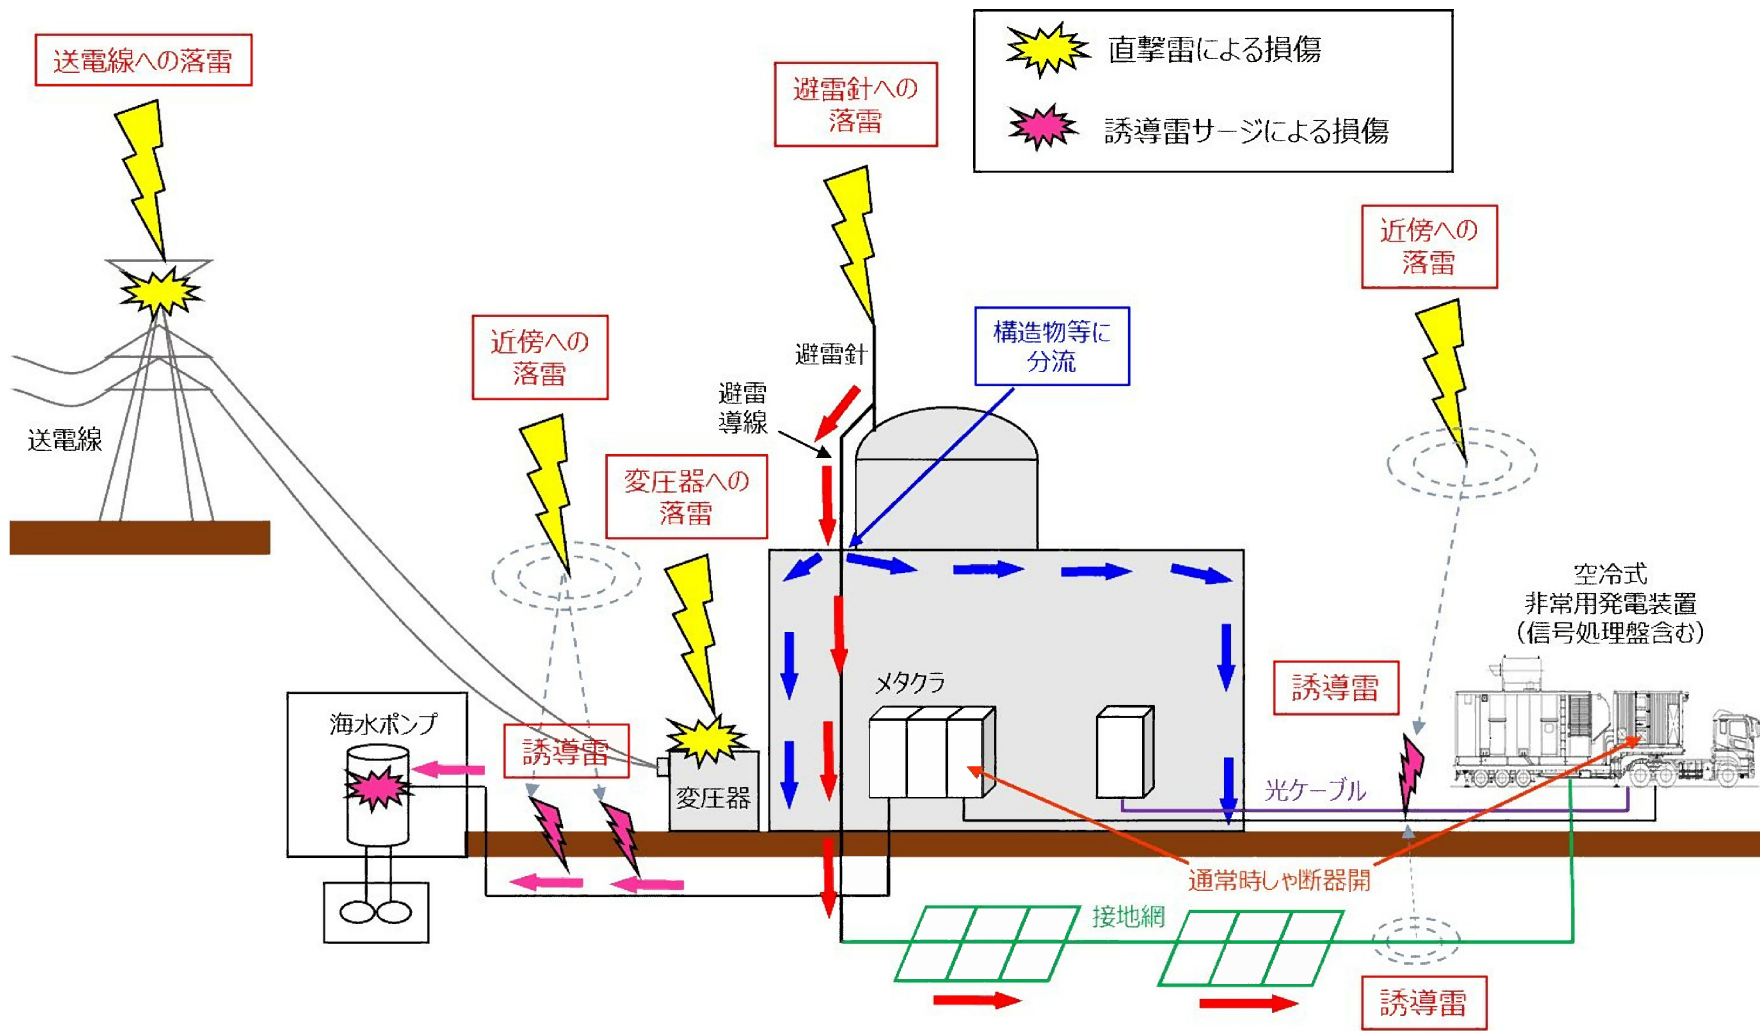 送電線への落雷
避雷針への
落雷
直撃雷による損傷
誘導雷サージによる損傷
近傍への
落雷
近傍への
落雷
構造物等に
分流
避雷針
避雷
導線
送電線
変圧器への
落雷
空冷式
非常用発電装置
（信号処理盤含む）
メタクラ
誘導雷
海水ポンプ
誘導雷
変圧器
光ケーブル
通常時しゃ断器開
接地網
誘導雷